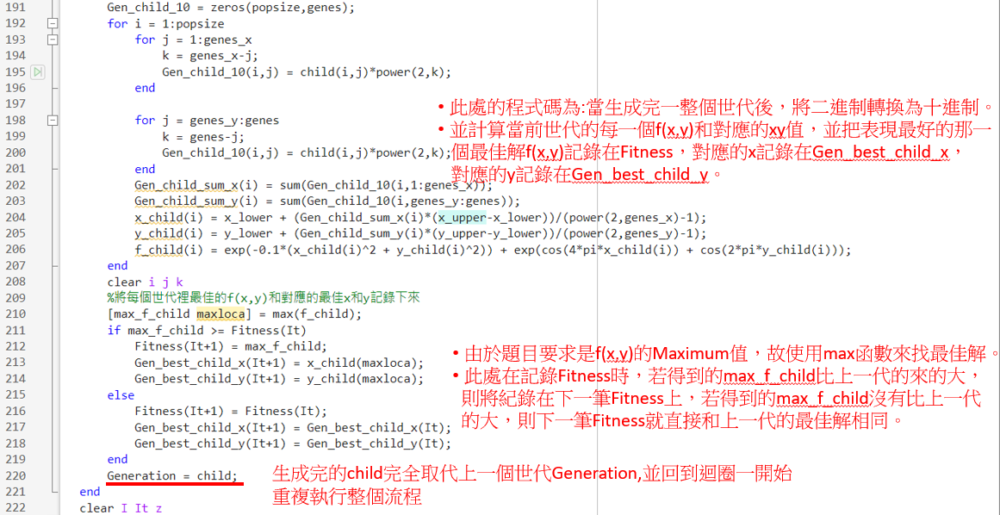 191 Gen_child_10 = zeros(popsize,genes);
192 for i = 1:popsize
193 for j = 1:genes_x
194 k = genes_x-j;
195 Gen_child_10(i,j) = child(i,j)*power(2,k);
196 end
197
198 for j = genes_y:genes
199 k = genes-j;
200 Gen_child_10(i,j) = child(i,j)*power(2,k);
201 end
202 Gen_child_sum_x(i) = sum(Gen_child_10(i,1:genes_x));
203 Gen_child_sum_y(i) = sum(Gen_child_10(i,genes_y:genes));
204 x_child(i) = x_lower + (Gen_child_sum_x(i)*(x_upper-x_lower))/(power(2,genes_x)-1);
205 y_child(i) = y_lower + (Gen_child_sum_y(i)*(y_upper-y_lower))/(power(2,genes_y)-1);
206 f_child(i) = exp(-0.1*(x_child(i)^2 + y_child(i)^2)) + exp(cos(4*pi*x_child(i)) + cos(2*pi*y_child(i)));
207 end
208 clear i j k
209 %將每個世代裡最佳的f(x,y)和對應的最佳x和y記錄下來
210 [max_f_child maxloca] = max(f_child);
211 if max_f_child >= Fitness(It)
212 Fitness(It+1) = max_f_child;
213 Gen_best_child_x(It+1) = x_child(maxloca);
214 Gen_best_child_y(It+1) = y_child(maxloca);
215 else
216 Fitness(It+1) = Fitness(It);
217 Gen_best_child_x(It+1) = Gen_best_child_x(It);
218 Gen_best_child_y(It+1) = Gen_best_child_y(It);
219 end
220 Generation = child;
221 end
222 clear I It z
• 此處的程式碼為:當生成完一整個世代後，將二進制轉換為十進制。
• 並計算當前世代的每一個f(x,y)和對應的xy值，並把表現最好的那一
個最佳解f(x,y)記錄在Fitness，對應的x記錄在Gen_best_child_x，
對應的y記錄在Gen_best_child_y。
• 由於題目要求是f(x,y)的Maximum值，故使用max函數來找最佳解。
• 此處在記錄Fitness時，若得到的max_f_child比上一代的來的大，
則將紀錄在下一筆Fitness上，若得到的max_f_child沒有比上一代
的大，則下一筆Fitness就直接和上一代的最佳解相同。
生成完的child完全取代上一個世代Generation,並回到迴圈一開始
重複執行整個流程